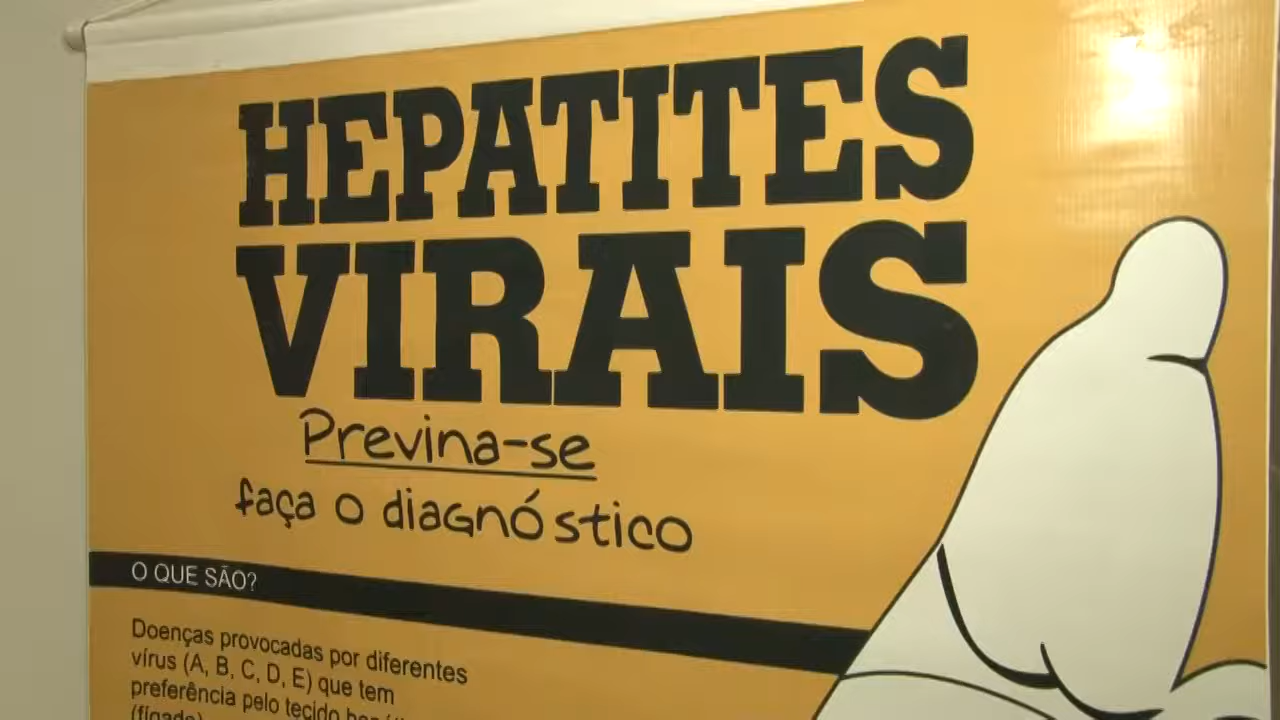 HEPATITES
VIRAIS
Previna-se
faça o diagnóstico
O QUE SÃO?
Doenças provocadas por diferentes
vírus (A, B, C, D, E) que tem
preferência pelo tecido
(fígado)